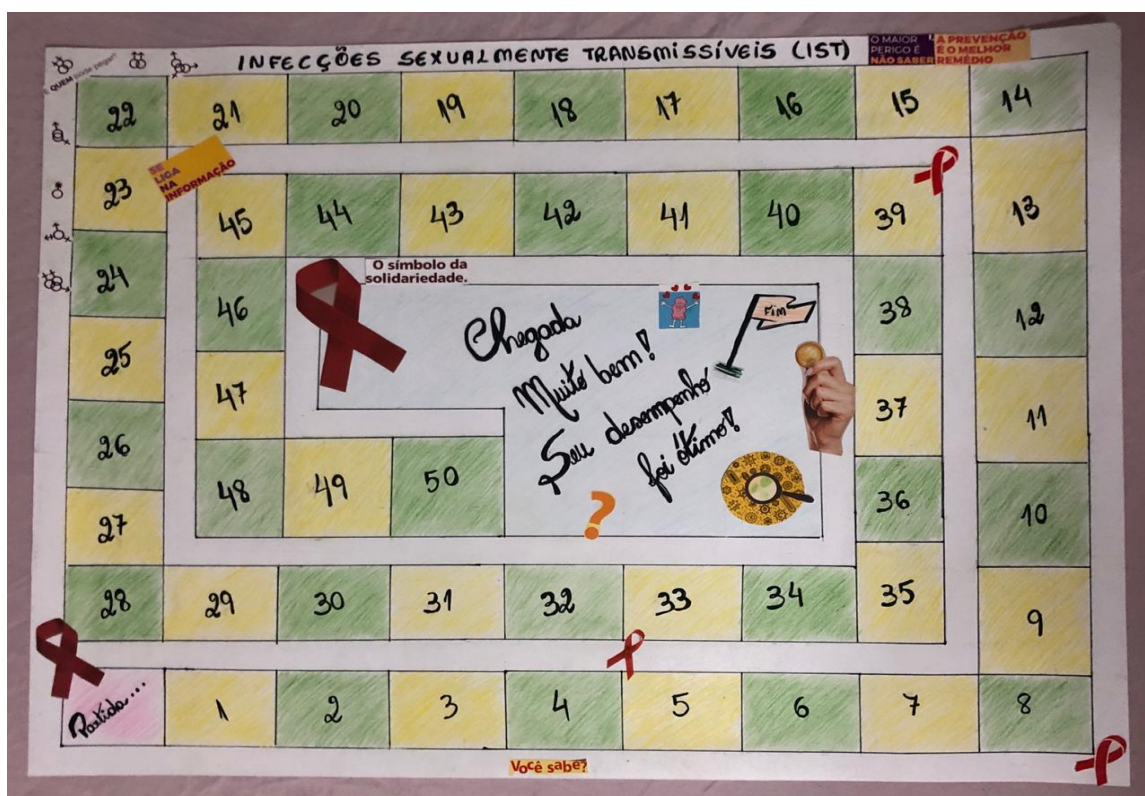 E QUEM pode pegar?
INFECÇÕES SEXUALMENTE TRANSMISSÍVEIS (IST)
O MAIOR
PERIGO É
NÃO SABER
A PREVENÇÃO
É O MELHOR
REMÉDIO
22 21 20 19 18 17 16 15 14
SE
LIGA
NA
INFORMAÇÃO
23 45 44 43 42 41 40 39 13
O símbolo da
solidariedade.
24 46 38 12
Chegada
Muito bem!
Seu desempenho
foi ótimo!
Fim
25 47 37 11
26 48 49 50 36 10
?
27
28 29 30 31 32 33 34 35 9
Partida... 1 2 3 4 5 6 7 8
Você sabe?